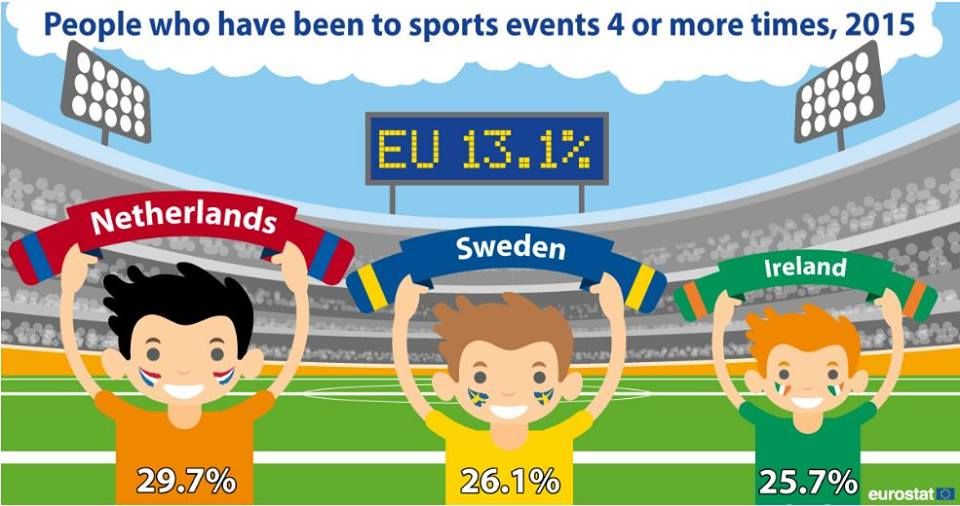 People who have been to sports events 4 or more times, 2015
EU 13.1%
Netherlands
Sweden
Ireland
29.7%
26.1%
25.7%
eurostat